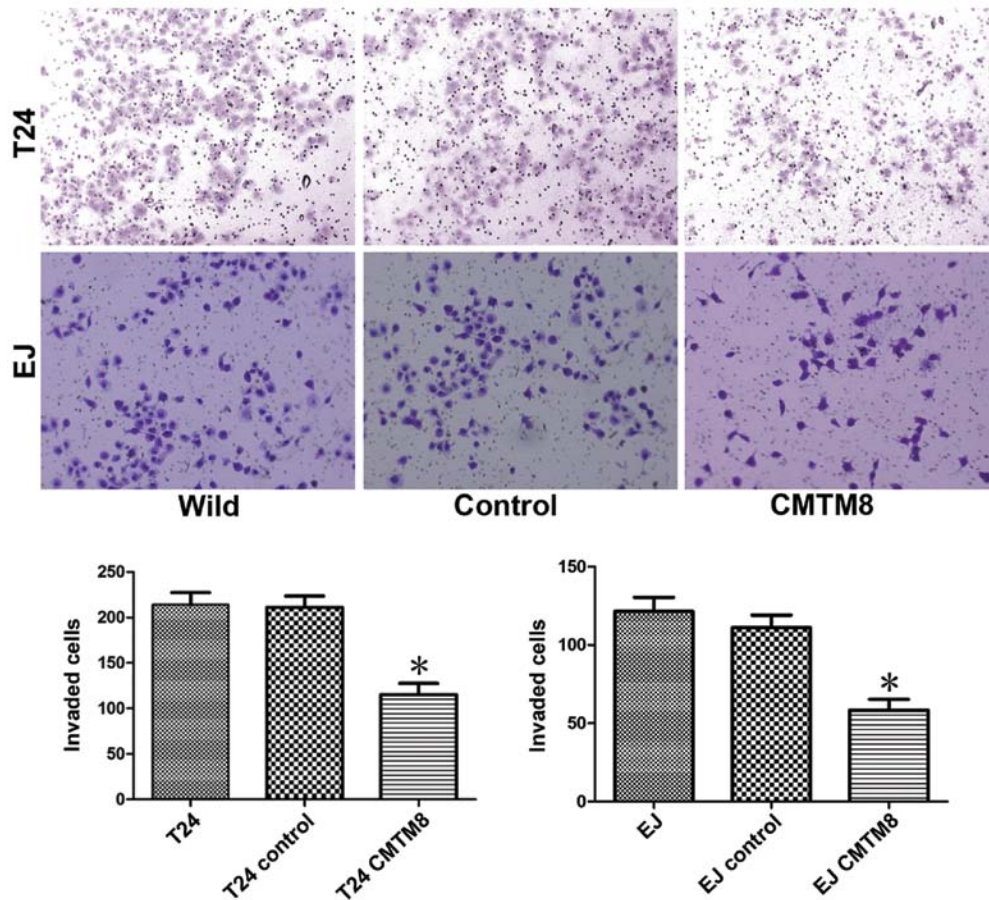 T24
EJ
Wild
Control
CMTM8
Invaded cells
250
200
150
100
50
0
T24
T24 control
T24 CMTM8
*
Invaded cells
150
100
50
0
EJ
EJ control
EJ CMTM8
*